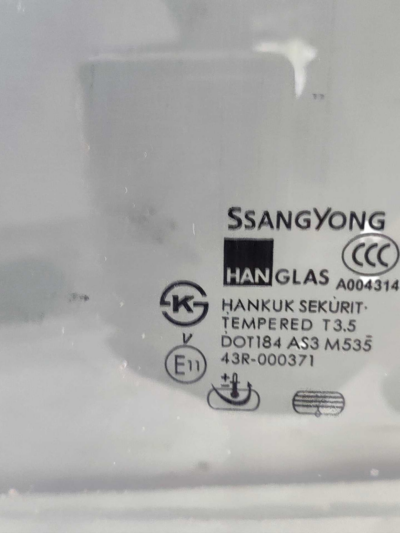 SSANGYONG
HANGLAS
CCC
A004314
K
HANKUK SEKURIT·
TEMPERED T3.5
DOT184 AS3 M535
V
E11
43R-000371